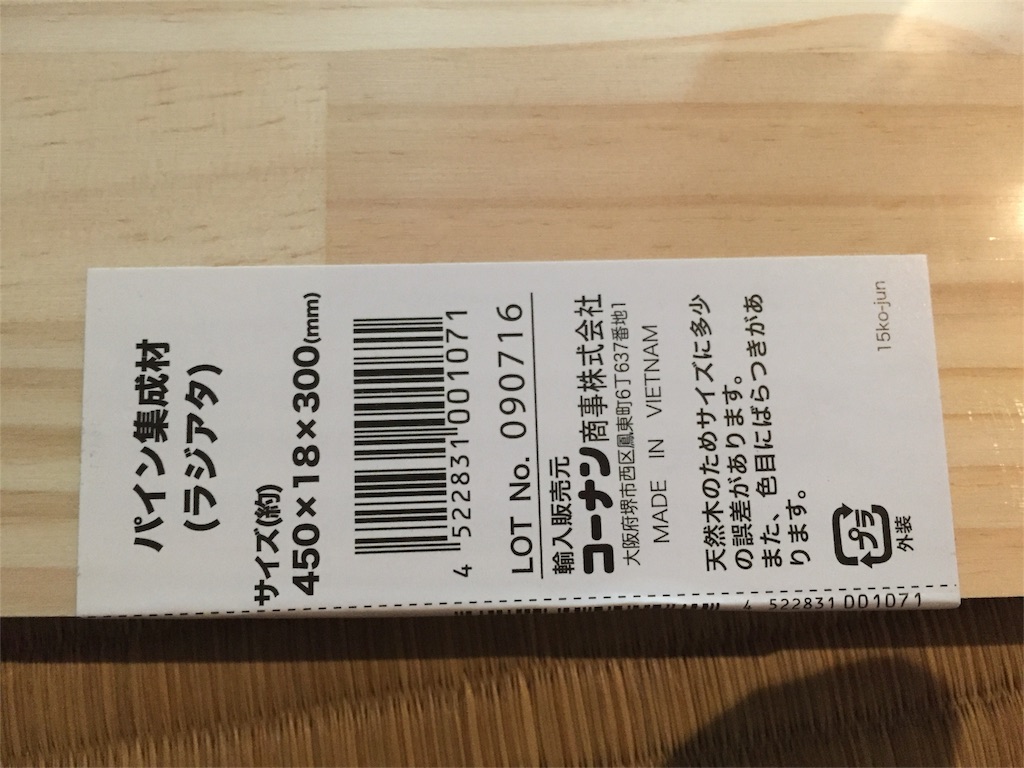 パイン集成材
(ラジアタ)
サイズ(約)
450×18×300(mm)
4 522831 001071
LOT No. 090716
輸入販売元
コーナン商事株式会社
大阪府堺市西区鳳東町6丁637番地1
MADE IN VIETNAM
天然木のためサイズに多少
の誤差があります。
また、色目にばらつきがあ
ります。
プラ
外装
15ko-jun
4 522831 001071